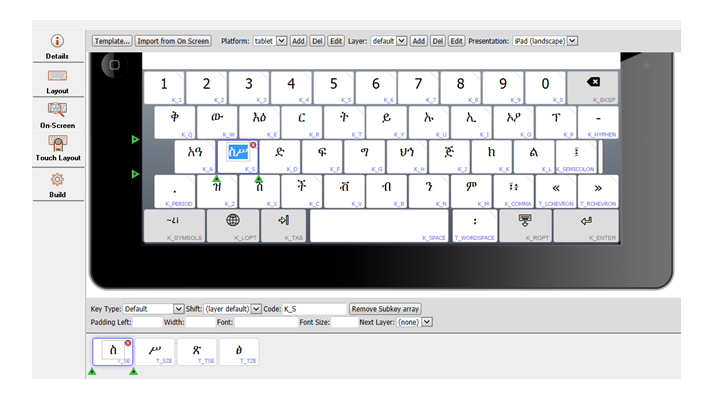 Template... Import from On Screen Platform: tablet Add Del Edit Layer: default Add Del Edit Presentation: iPad (landscape)
Details
Layout
On-Screen
Touch Layout
Build
1 2 3 4 5 6 7 8 9 0
K_1 K_2 K_3 K_4 K_5 K_6 K_7 K_8 K_9 K_0 K_BKSP
ቅ ው እዕ ር ት ይ ኡ ኢ ኦፆ ፕ -
K_Q K_W K_E K_R K_T K_Y K_U K_I K_O K_P K_HYPHEN
አዓ ስሥ ድ ፍ ግ ህኅ ጅ ክ ል ፤
K_A K_S K_D K_F K_G K_H K_J K_K K_L K_SEMICOLON
. ዝ ሽ ች ቭ ብ ን ም ፣፥ « »
K_PERIOD K_Z K_X K_C K_V K_B K_N K_M K_COMMA T_LCHEVRON T_RCHEVRON
፡
K_SYMBOLS K_LOPT K_TAB K_SPACE T_WORDSPACE K_ROPT K_ENTER
Key Type: Default Shift: (layer default) Code: K_S Remove Subkey array
Padding Left: Width: Font: Font Size: Next Layer: (none)
ስ ሥ ጽ ፅ
T_SE T_SZE T_TSE T_TZE